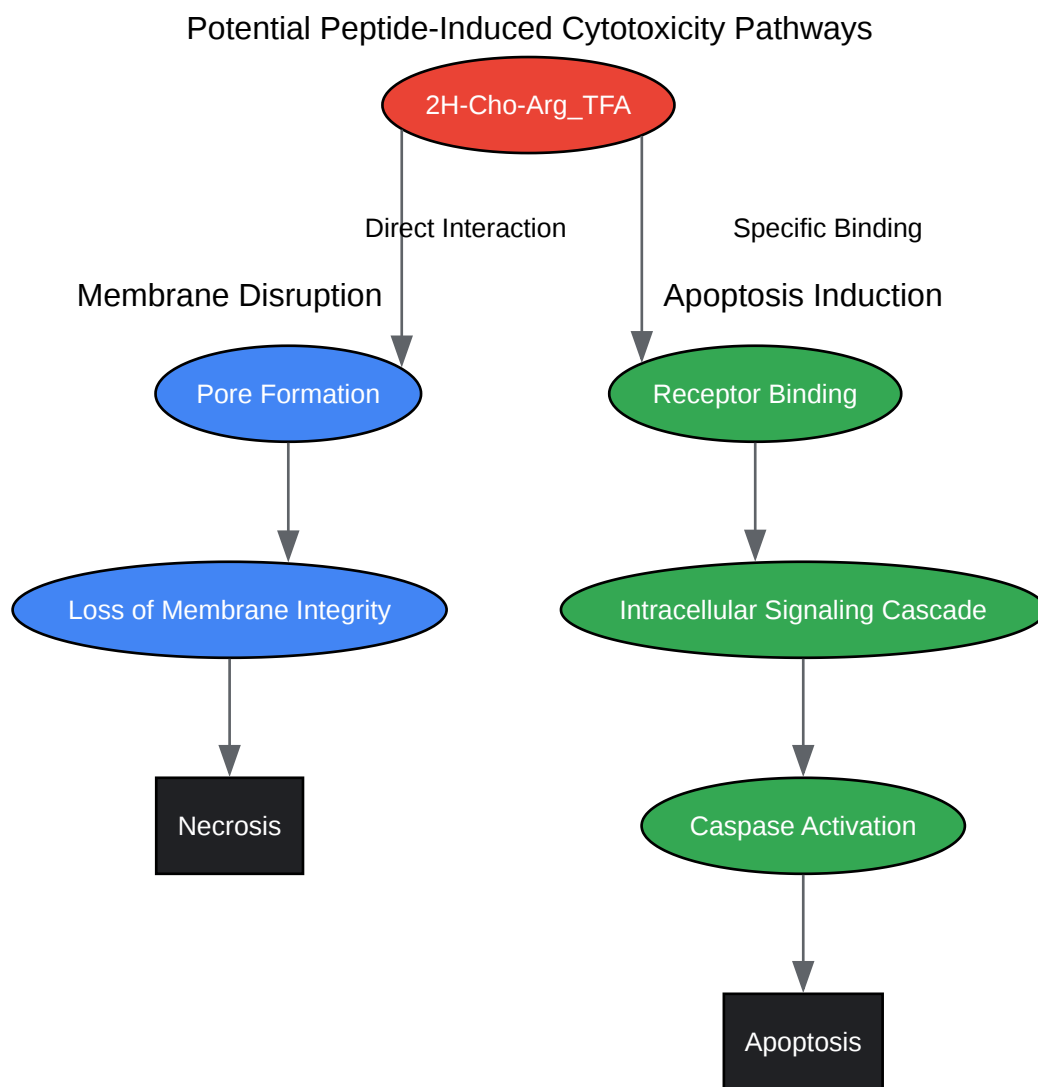 Potential Peptide-Induced Cytotoxicity Pathways
2H-Cho-Arg_TFA
Direct Interaction
Specific Binding
Membrane Disruption
Apoptosis Induction
Pore Formation
Receptor Binding
Loss of Membrane Integrity
Intracellular Signaling Cascade
Necrosis
Caspase Activation
Apoptosis